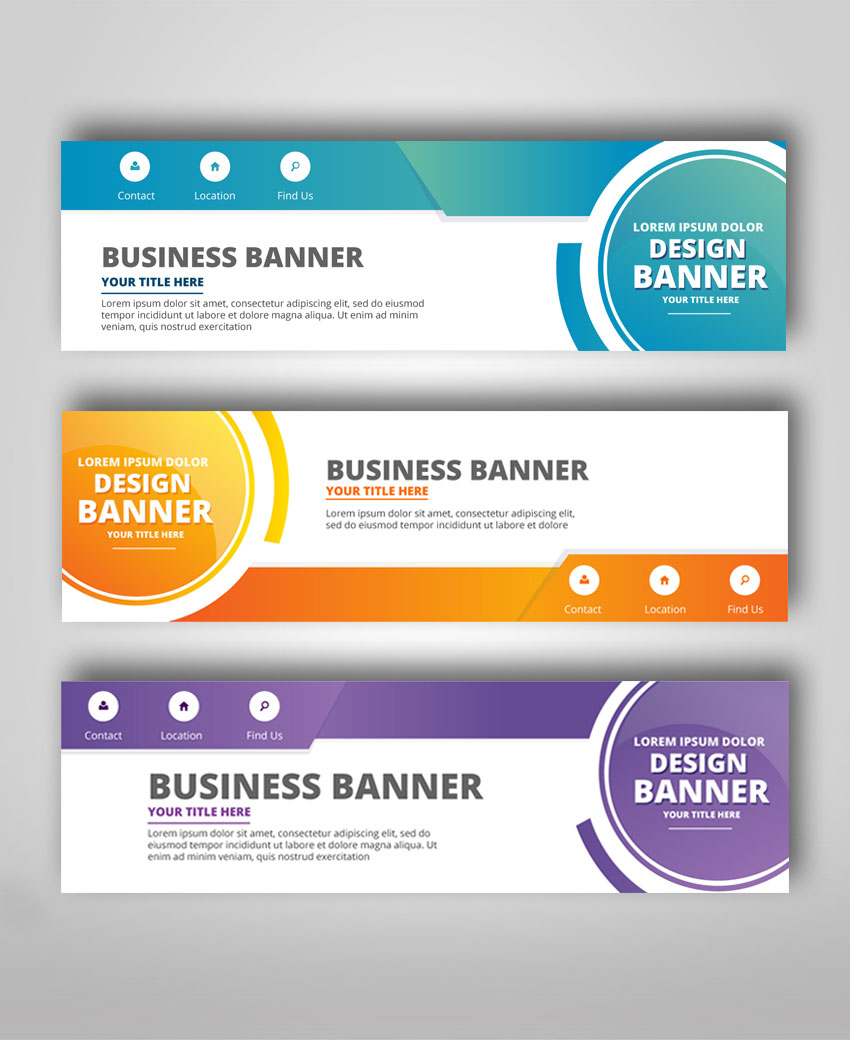 Contact Location Find Us
BUSINESS BANNER
YOUR TITLE HERE
Lorem ipsum dolor sit amet, consectetur adipiscing elit, sed do eiusmod
tempor incididunt ut labore et dolore magna aliqua. Ut enim ad minim
veniam, quis nostrud exercitation
LOREM IPSUM DOLOR
DESIGN
BANNER
YOUR TITLE HERE
LOREM IPSUM DOLOR
DESIGN
BANNER
YOUR TITLE HERE
BUSINESS BANNER
YOUR TITLE HERE
Lorem ipsum dolor sit amet, consectetur adipiscing elit,
sed do eiusmod tempor incididunt ut labore et dolore
Contact Location Find Us
Contact Location Find Us
BUSINESS BANNER
YOUR TITLE HERE
Lorem ipsum dolor sit amet, consectetur adipiscing elit, sed do
eiusmod tempor incididunt ut labore et dolore magna aliqua. Ut
enim ad minim veniam, quis nostrud exercitation
LOREM IPSUM DOLOR
DESIGN
BANNER
YOUR TITLE HERE